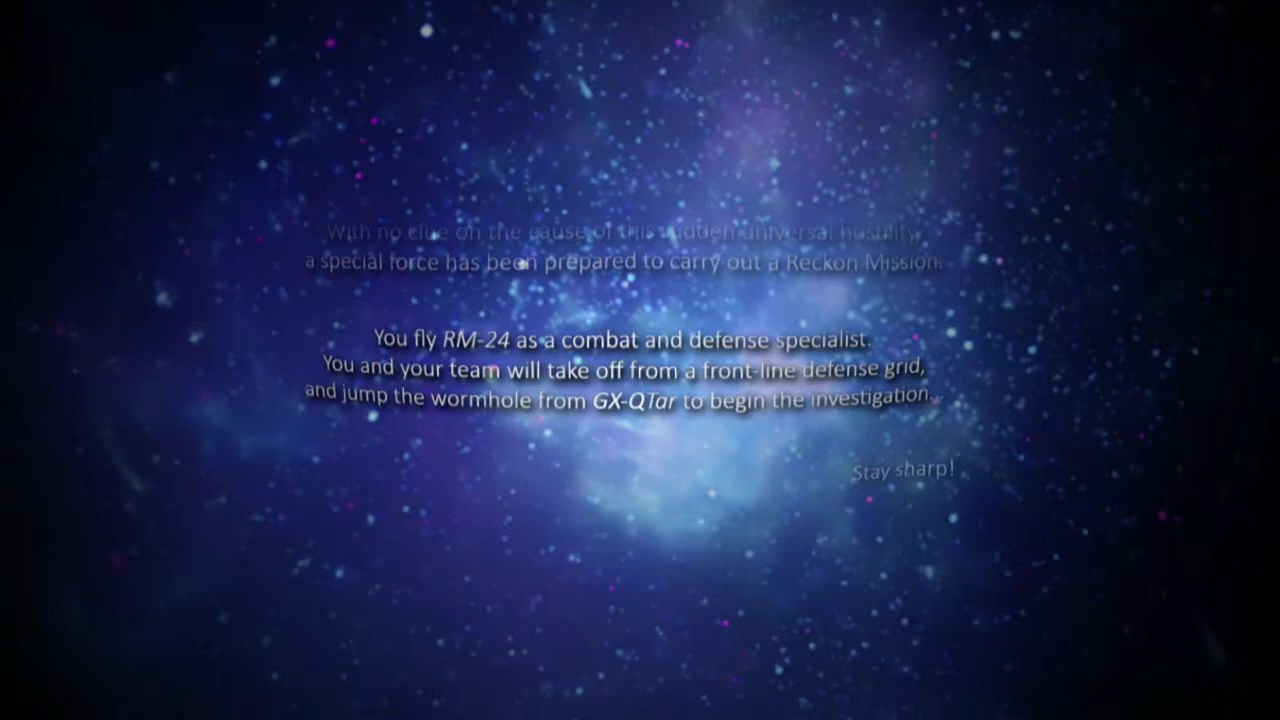 With no clue on the cause of this sudden universal hostility,
a special force has been prepared to carry out a Reckon Mission.
You fly RM-24 as a combat and defense specialist.
You and your team will take off from a front-line defense grid,
and jump the wormhole from GX-QTar to begin the investigation..
Stay sharp!